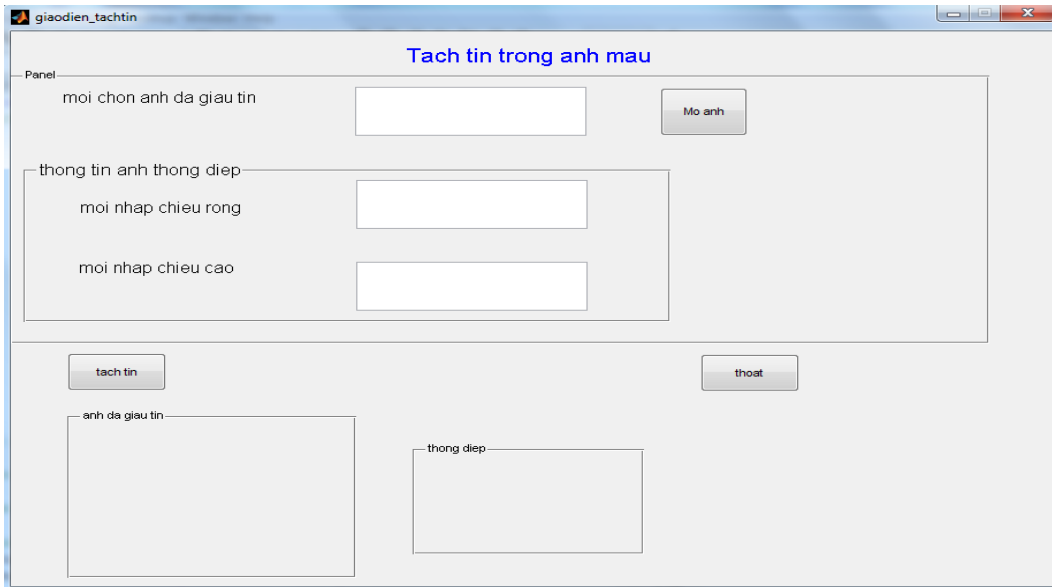 giaodien_tachtin
Tach tin trong anh mau
Panel
moi chon anh da giau tin
Mo anh
thong tin anh thong diep
moi nhap chieu rong
moi nhap chieu cao
tach tin
thoat
anh da giau tin
thong diep